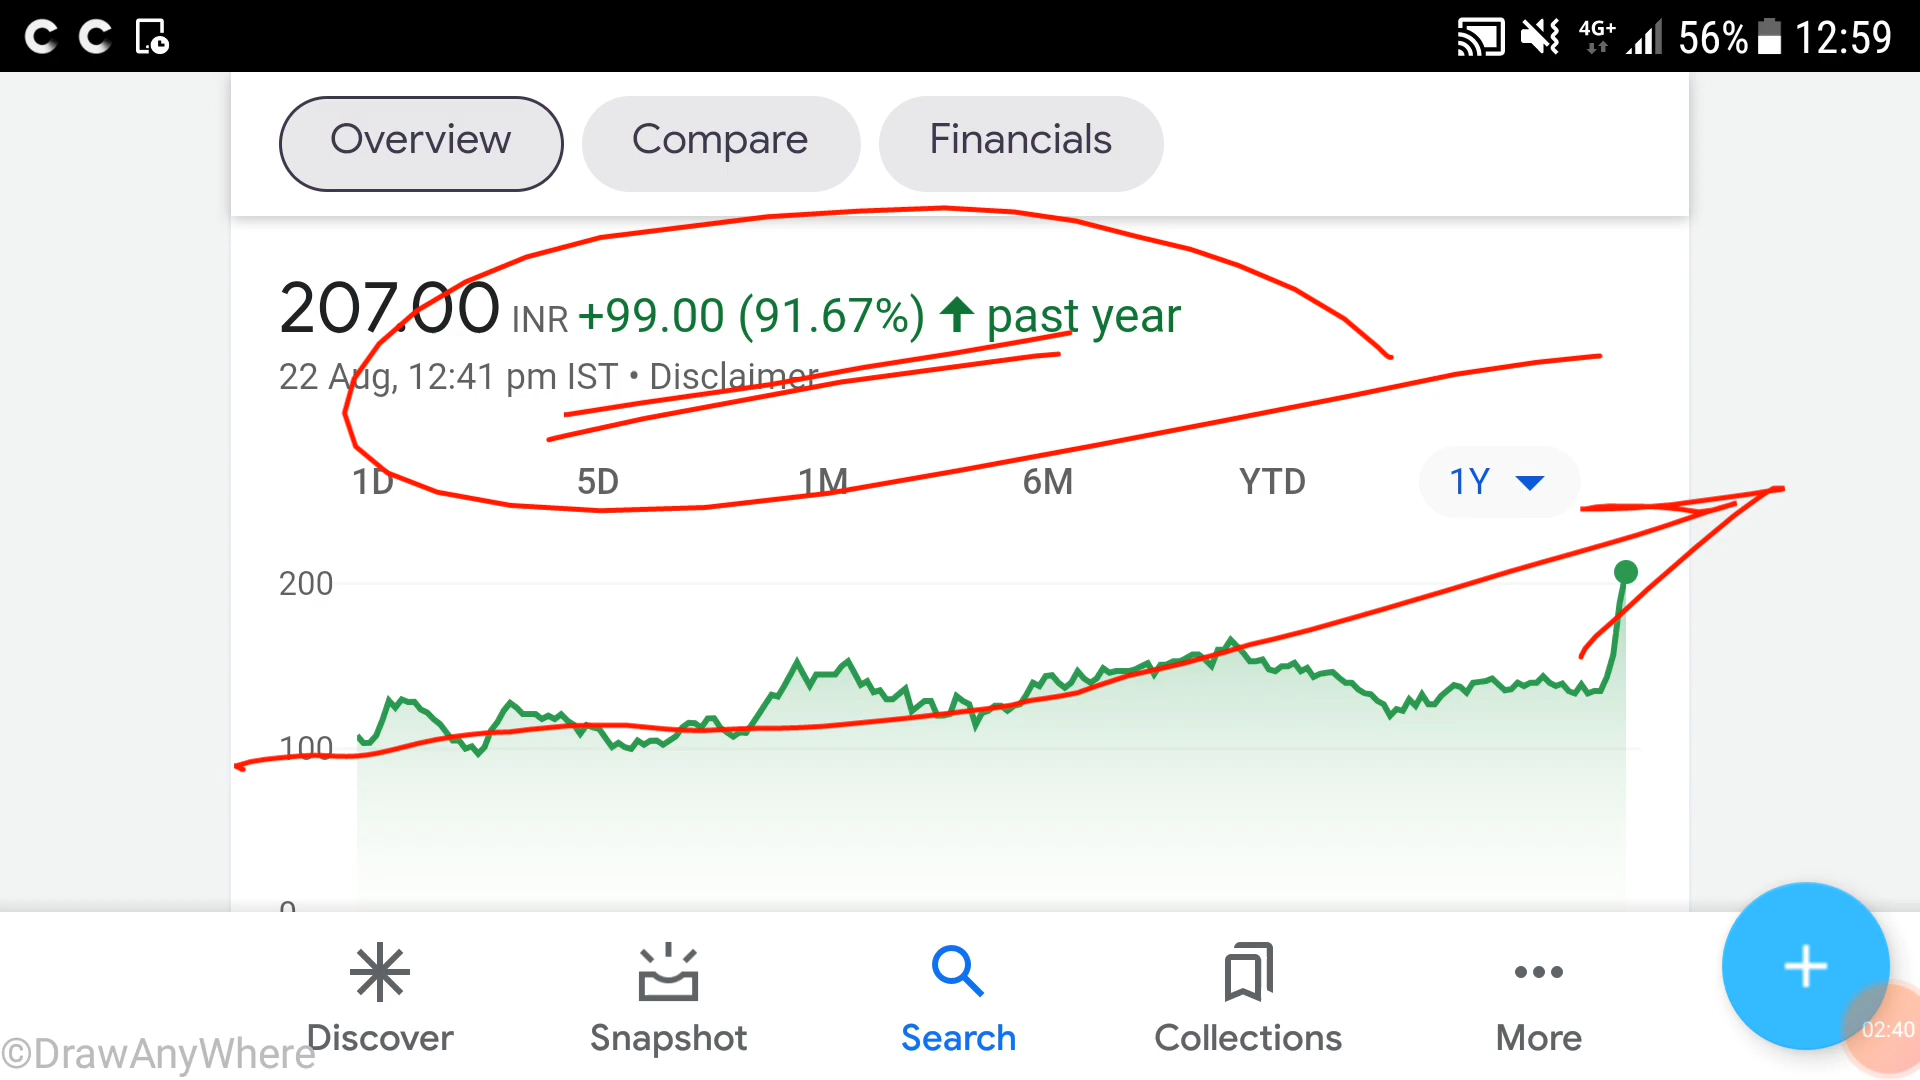 4G+ 56% 12:59
Overview Compare Financials
207.00 INR +99.00 (91.67%) past year
22 Aug, 12:41 pm IST • Disclaimer
1D 5D 1M 6M YTD 1Y
200
100
0
Discover Snapshot Search Collections More
©DrawAnyWhere
02:40